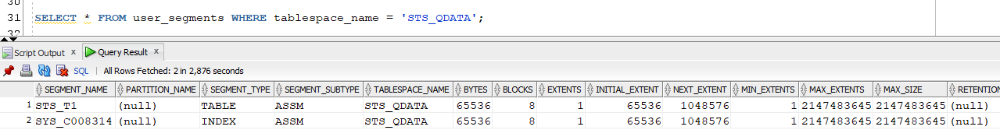 30
31 SELECT * FROM user_segments WHERE tablespace_name = 'STS_QDATA';
32
Script Output x Query Result x
SQL | All Rows Fetched: 2 in 2,876 seconds
SEGMENT_NAME PARTITION_NAME SEGMENT_TYPE SEGMENT_SUBTYPE TABLESPACE_NAME BYTES BLOCKS EXTENTS INITIAL_EXTENT NEXT_EXTENT MIN_EXTENTS MAX_EXTENTS MAX_SIZE RETENTION
1 STS_T1 (null) TABLE ASSM STS_QDATA 65536 8 1 65536 1048576 1 2147483645 2147483645 (null)
2 SYS_C008314 (null) INDEX ASSM STS_QDATA 65536 8 1 65536 1048576 1 2147483645 2147483645 (null)